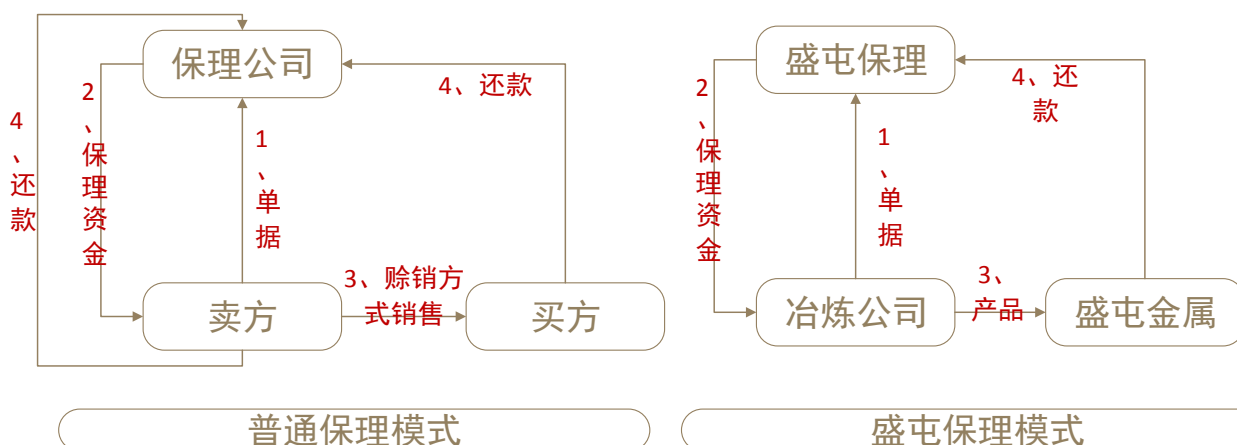 保理公司
4、还款
2、保理资金
1、单据
4、还款
卖方
3、赊销方
式销售
买方
普通保理模式
盛屯保理
2、保理资金
1、单据
4、还
款
冶炼公司
3、
产品
盛屯金属
盛屯保理模式